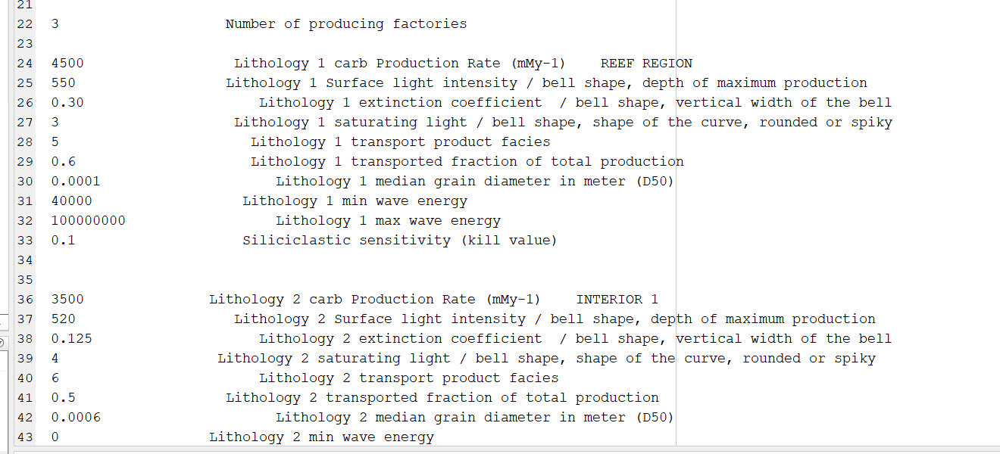 21
22 3 Number of producing factories
23
24 4500 Lithology 1 carb Production Rate (mMy-1) REEF REGION
25 550 Lithology 1 Surface light intensity / bell shape, depth of maximum production
26 0.30 Lithology 1 extinction coefficient / bell shape, vertical width of the bell
27 3 Lithology 1 saturating light / bell shape, shape of the curve, rounded or spiky
28 5 Lithology 1 transport product facies
29 0.6 Lithology 1 transported fraction of total production
30 0.0001 Lithology 1 median grain diameter in meter (D50)
31 40000 Lithology 1 min wave energy
32 100000000 Lithology 1 max wave energy
33 0.1 Siliciclastic sensitivity (kill value)
34
35
36 3500 Lithology 2 carb Production Rate (mMy-1) INTERIOR 1
37 520 Lithology 2 Surface light intensity / bell shape, depth of maximum production
38 0.125 Lithology 2 extinction coefficient / bell shape, vertical width of the bell
39 4 Lithology 2 saturating light / bell shape, shape of the curve, rounded or spiky
40 6 Lithology 2 transport product facies
41 0.5 Lithology 2 transported fraction of total production
42 0.0006 Lithology 2 median grain diameter in meter (D50)
43 0 Lithology 2 min wave energy